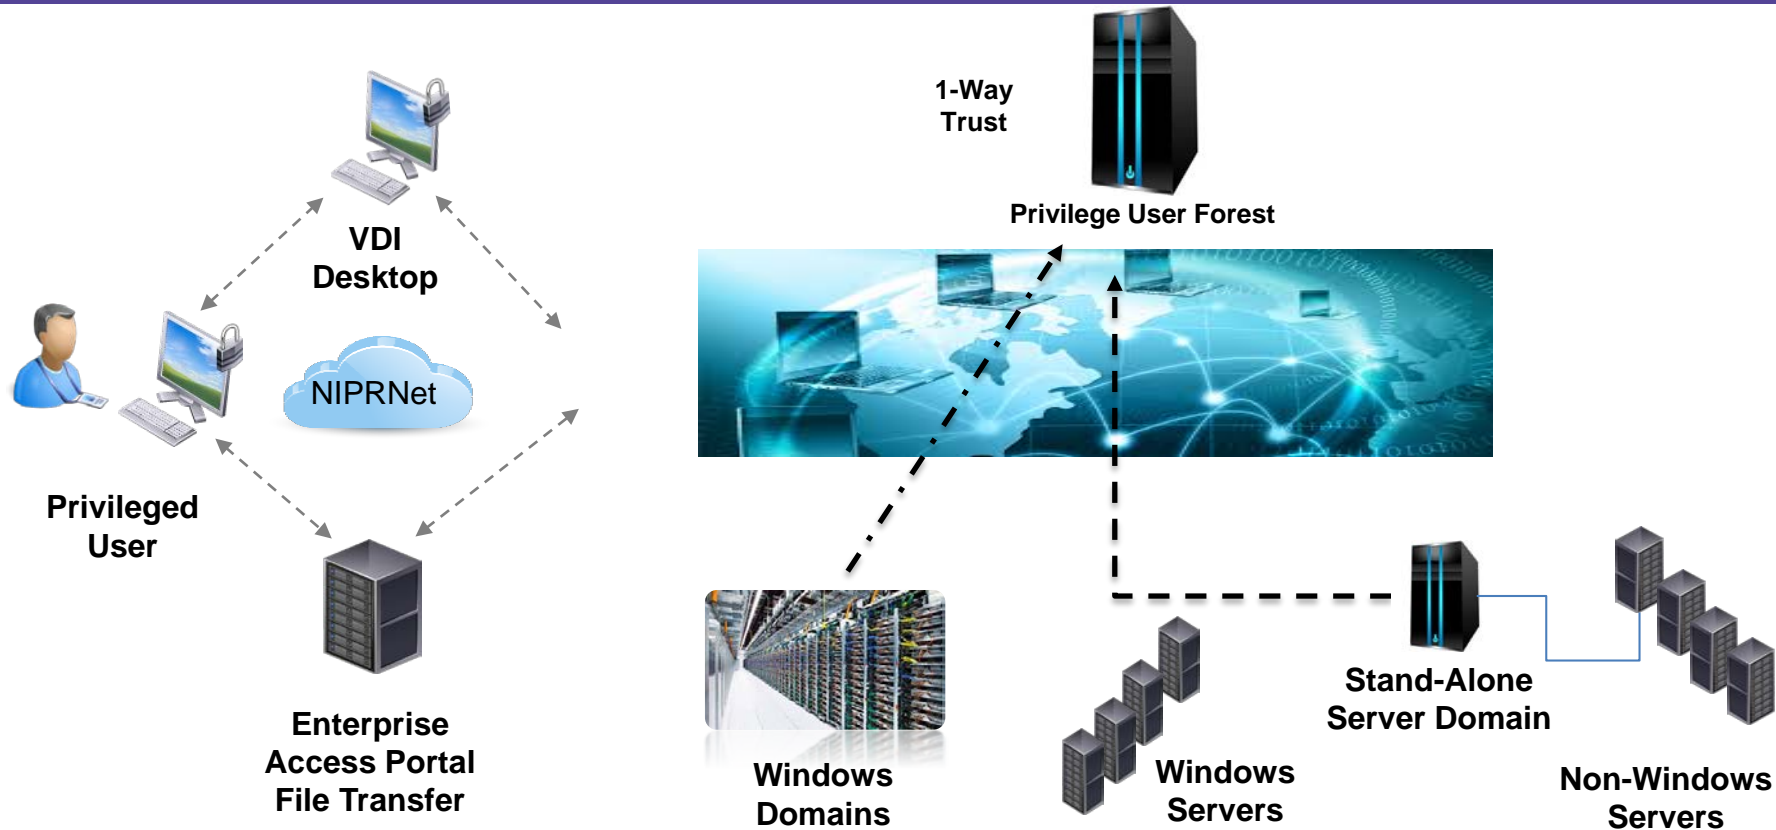 1-Way
Trust
Privilege User Forest
VDI
Desktop
NIPRNet
Privileged
User
Enterprise
Access Portal
File Transfer
Windows
Domains
Windows
Servers
Stand-Alone
Server Domain
Non-Windows
Servers